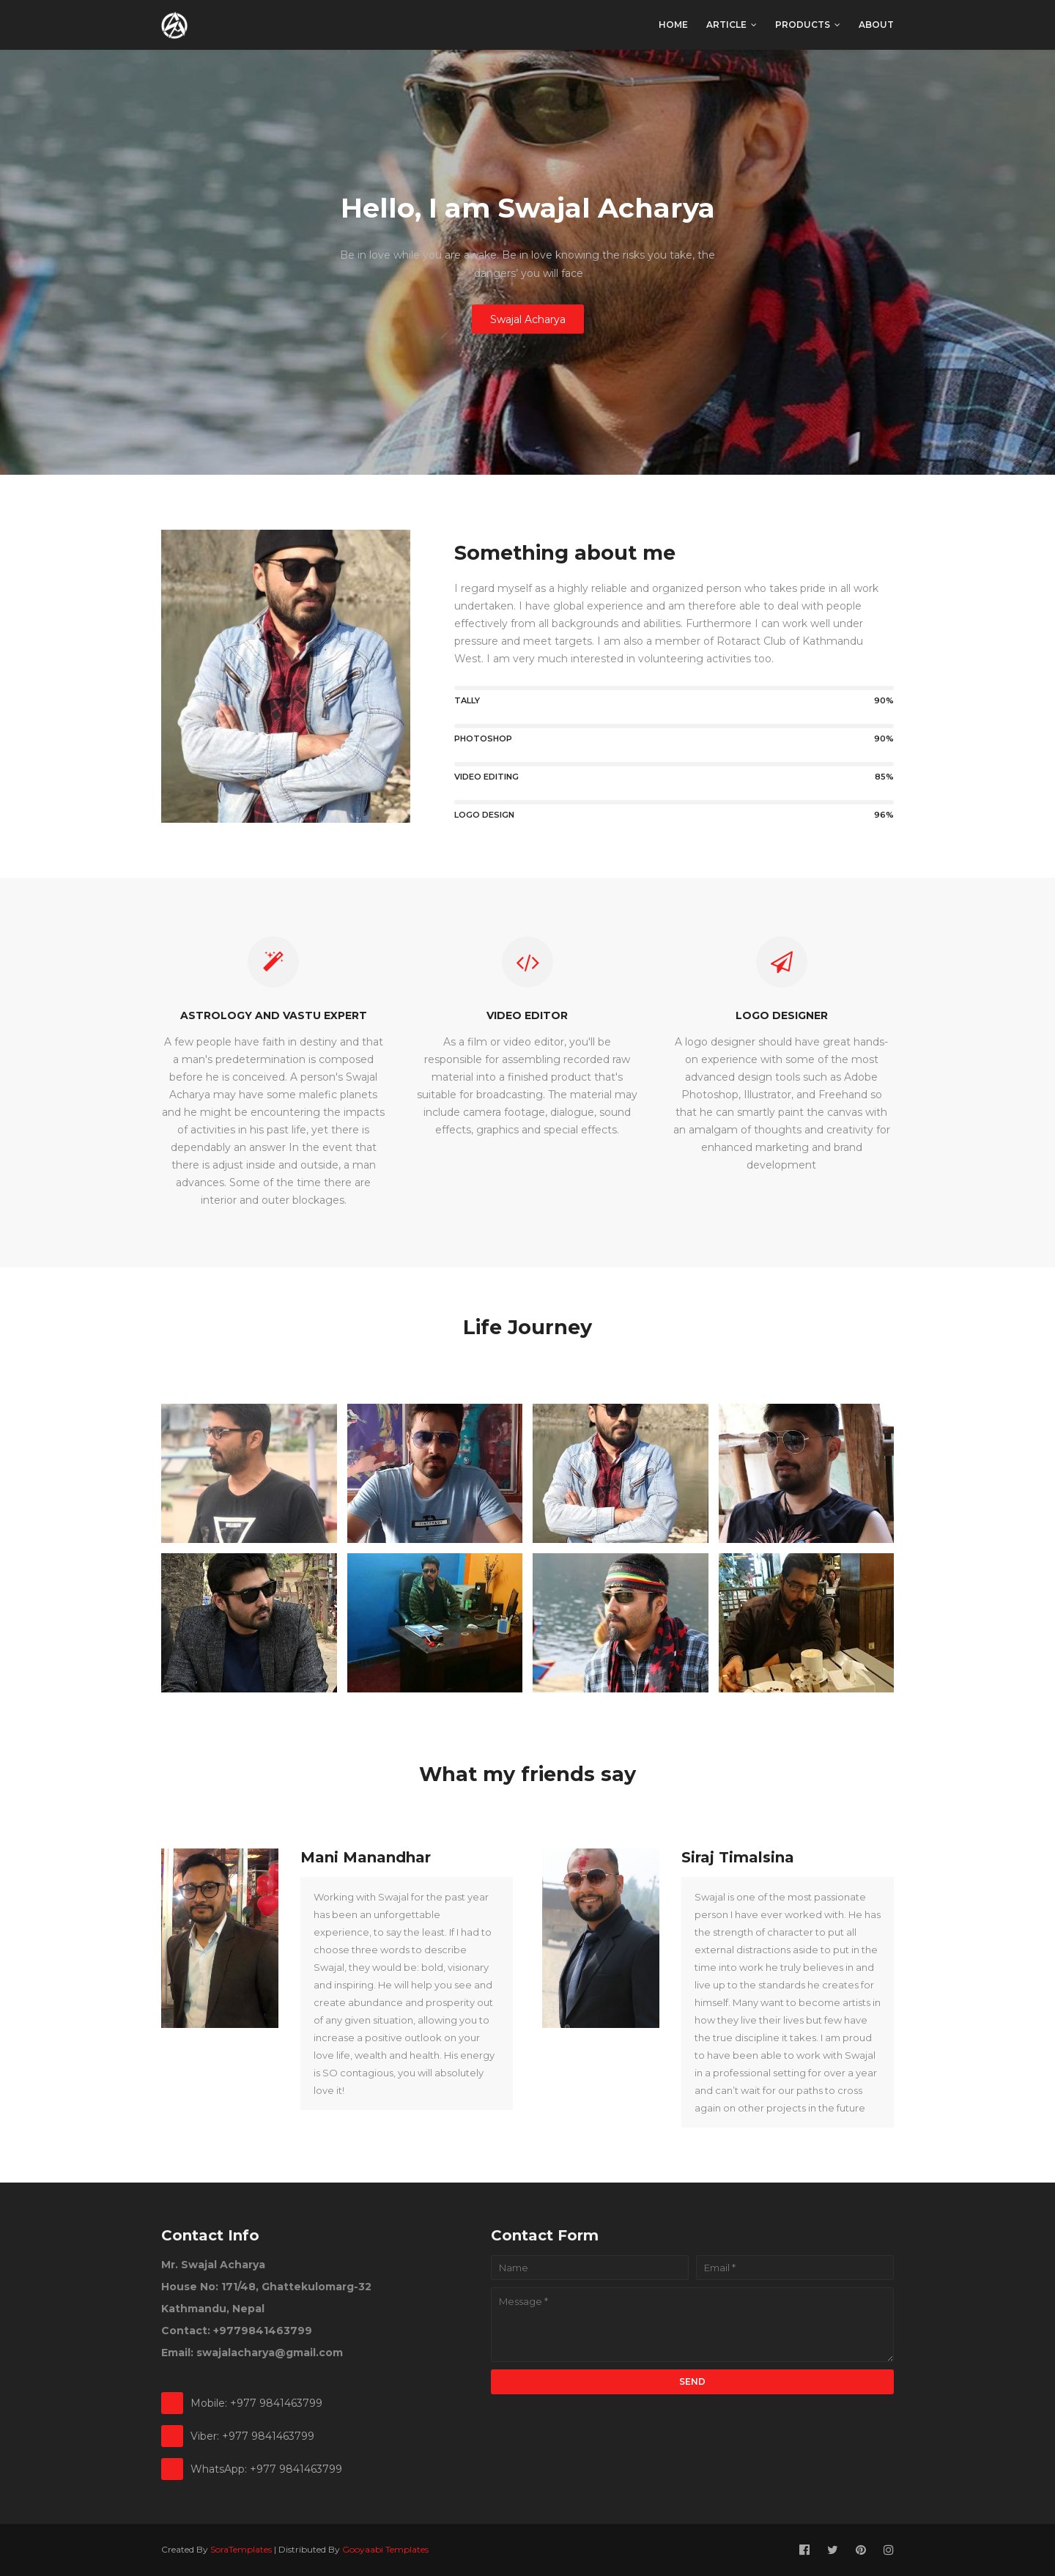 HOME ARTICLE PRODUCTS ABOUT
Hello, I am Swajal Acharya
Be in love while you are awake. Be in love knowing the risks you take, the
'dangers' you will face
Swajal Acharya
Something about me
I regard myself as a highly reliable and organized person who takes pride in all work
undertaken. I have global experience and am therefore able to deal with people
effectively from all backgrounds and abilities. Furthermore I can work well under
pressure and meet targets. I am also a member of Rotaract Club of Kathmandu
West. I am very much interested in volunteering activities too.
TALLY 90%
PHOTOSHOP 90%
VIDEO EDITING 85%
LOGO DESIGN 96%
ASTROLOGY AND VASTU EXPERT
A few people have faith in destiny and that
a man's predetermination is composed
before he is conceived. A person's Swajal
Acharya may have some malefic planets
and he might be encountering the impacts
of activities in his past life, yet there is
dependably an answer In the event that
there is adjust inside and outside, a man
advances. Some of the time there are
interior and outer blockages.
VIDEO EDITOR
As a film or video editor, you'll be
responsible for assembling recorded raw
material into a finished product that's
suitable for broadcasting. The material may
include camera footage, dialogue, sound
effects, graphics and special effects.
LOGO DESIGNER
A logo designer should have great hands-
on experience with some of the most
advanced design tools such as Adobe
Photoshop, Illustrator, and Freehand so
that he can smartly paint the canvas with
an amalgam of thoughts and creativity for
enhanced marketing and brand
development
Life Journey
What my friends say
Mani Manandhar
Working with Swajal for the past year
has been an unforgettable
experience, to say the least. If I had to
choose three words to describe
Swajal, they would be: bold, visionary
and inspiring. He will help you see and
create abundance and prosperity out
of any given situation, allowing you to
increase a positive outlook on your
love life, wealth and health. His energy
is SO contagious, you will absolutely
love it!
Siraj Timalsina
Swajal is one of the most passionate
person I have ever worked with. He has
the strength of character to put all
external distractions aside to put in the
time into work he truly believes in and
live up to the standards he creates for
himself. Many want to become artists in
how they live their lives but few have
the true discipline it takes. I am proud
to have been able to work with Swajal
in a professional setting for over a year
and can't wait for our paths to cross
again on other projects in the future
Contact Info
Mr. Swajal Acharya
House No: 171/48, Ghattekulomarg-32
Kathmandu, Nepal
Contact: +9779841463799
Email: swajalacharya@gmail.com
Mobile: +977 9841463799
Viber: +977 9841463799
WhatsApp: +977 9841463799
Contact Form
Name Email *
Message *
SEND
Created By SoraTemplates | Distributed By Gooyaabi Templates